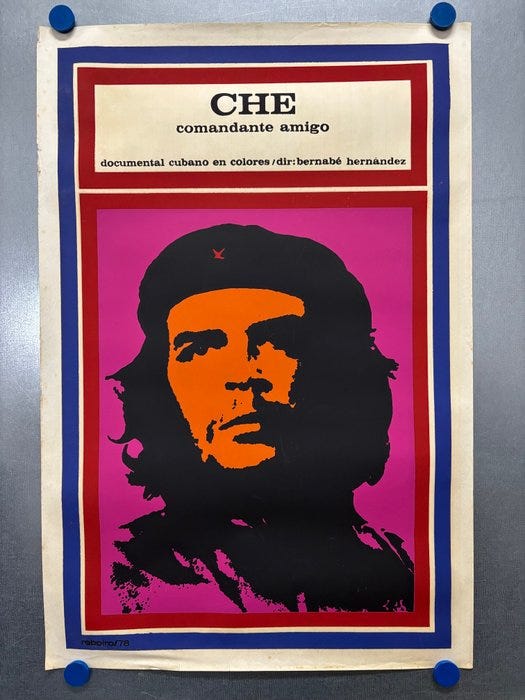 CHE
comandante amigo
documental cubano en colores/dir:bernabé hernández
reboiro/78